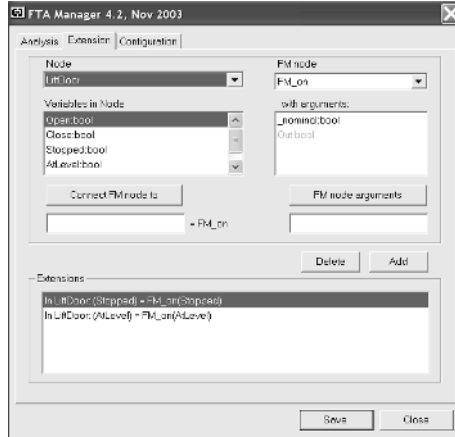 FTA Manager 4.2, Nov 2003
Analysis Extension Configuration
Node
FM node
LiftDoor
FM_on
Variables in Node
with arguments:
Open:bool
Close:bool
Stopped:bool
AtLevel:bool
_nominal:bool
Out:bool
Connect FM node to
FM node arguments
= FM_on
Delete
Add
Extensions
In LiftDoor: (Stopped) = FM_on(Stopped)
In LiftDoor: (AtLevel) = FM_on(AtLevel)
Save
Close